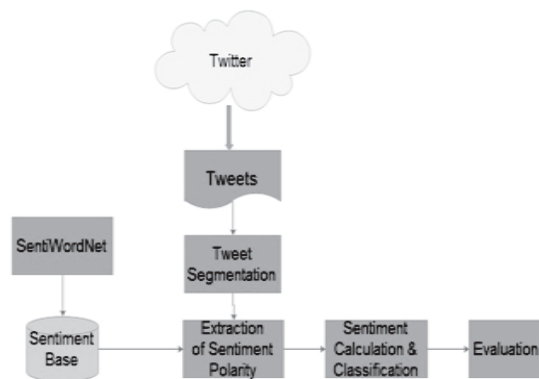 Twitter
Tweets
SentiWordNet
Tweet
Segmentation
Sentiment
Base
Extraction
of Sentiment
Polarity
Sentiment
Calculation &
Classification
Evaluation